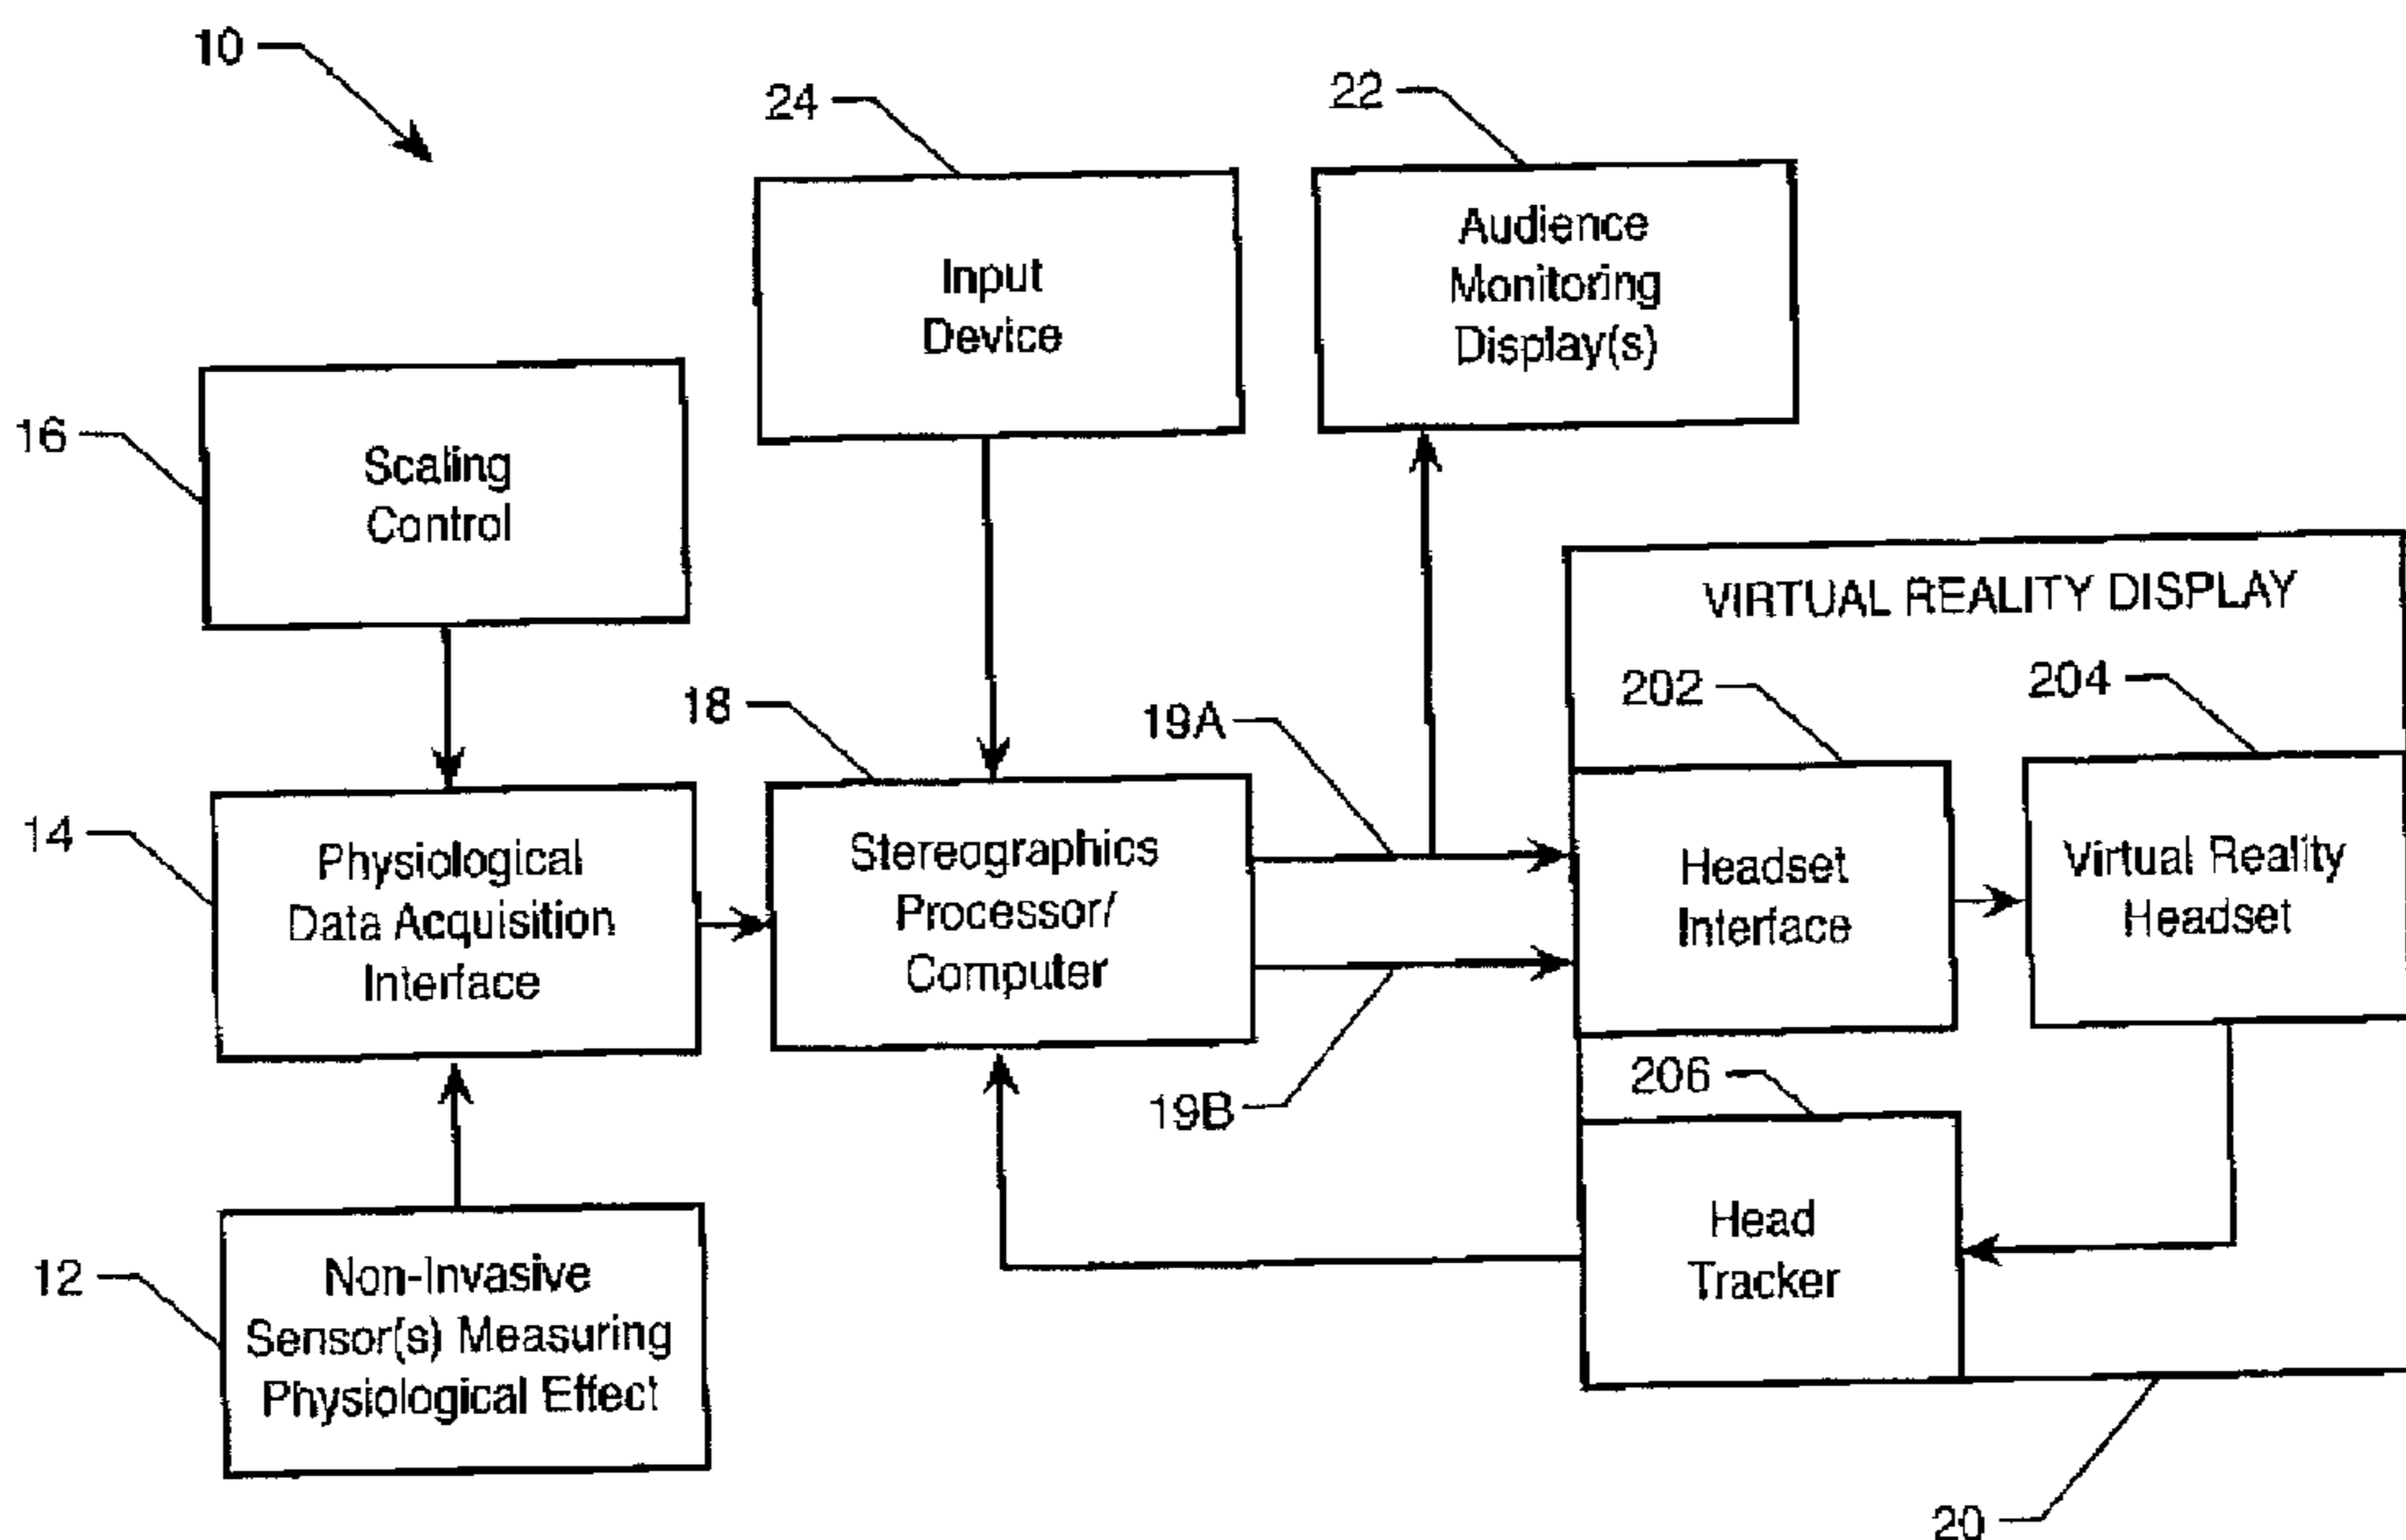 10
24
22
Input
Device
Audience
Monitoring
Display(s)
16
Scaling
Control
VIRTUAL REALITY DISPLAY
18
19A
202
204
14
Physiological
Data Acquisition
Interface
Stereographics
Processor/
Computer
Headset
Interface
Virtual Reality
Headset
19B
206
12
Non-Invasive
Sensor(s) Measuring
Physiological Effect
Head
Tracker
20